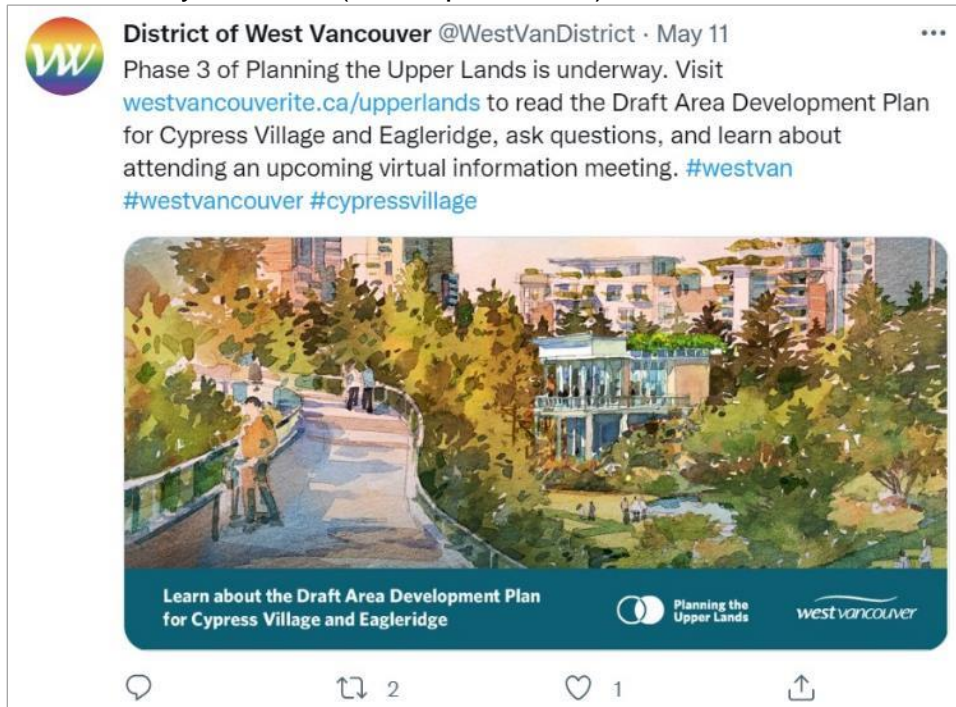 District of West Vancouver @WestVanDistrict · May 11
Phase 3 of Planning the Upper Lands is underway. Visit
westvancouverite.ca/upperlands to read the Draft Area Development Plan
for Cypress Village and Eagleridge, ask questions, and learn about
attending an upcoming virtual information meeting. #westvan
#westvancouver #cypressvillage
Learn about the Draft Area Development Plan
for Cypress Village and Eagleridge
Planning the
Upper Lands
westvancouver
2
1